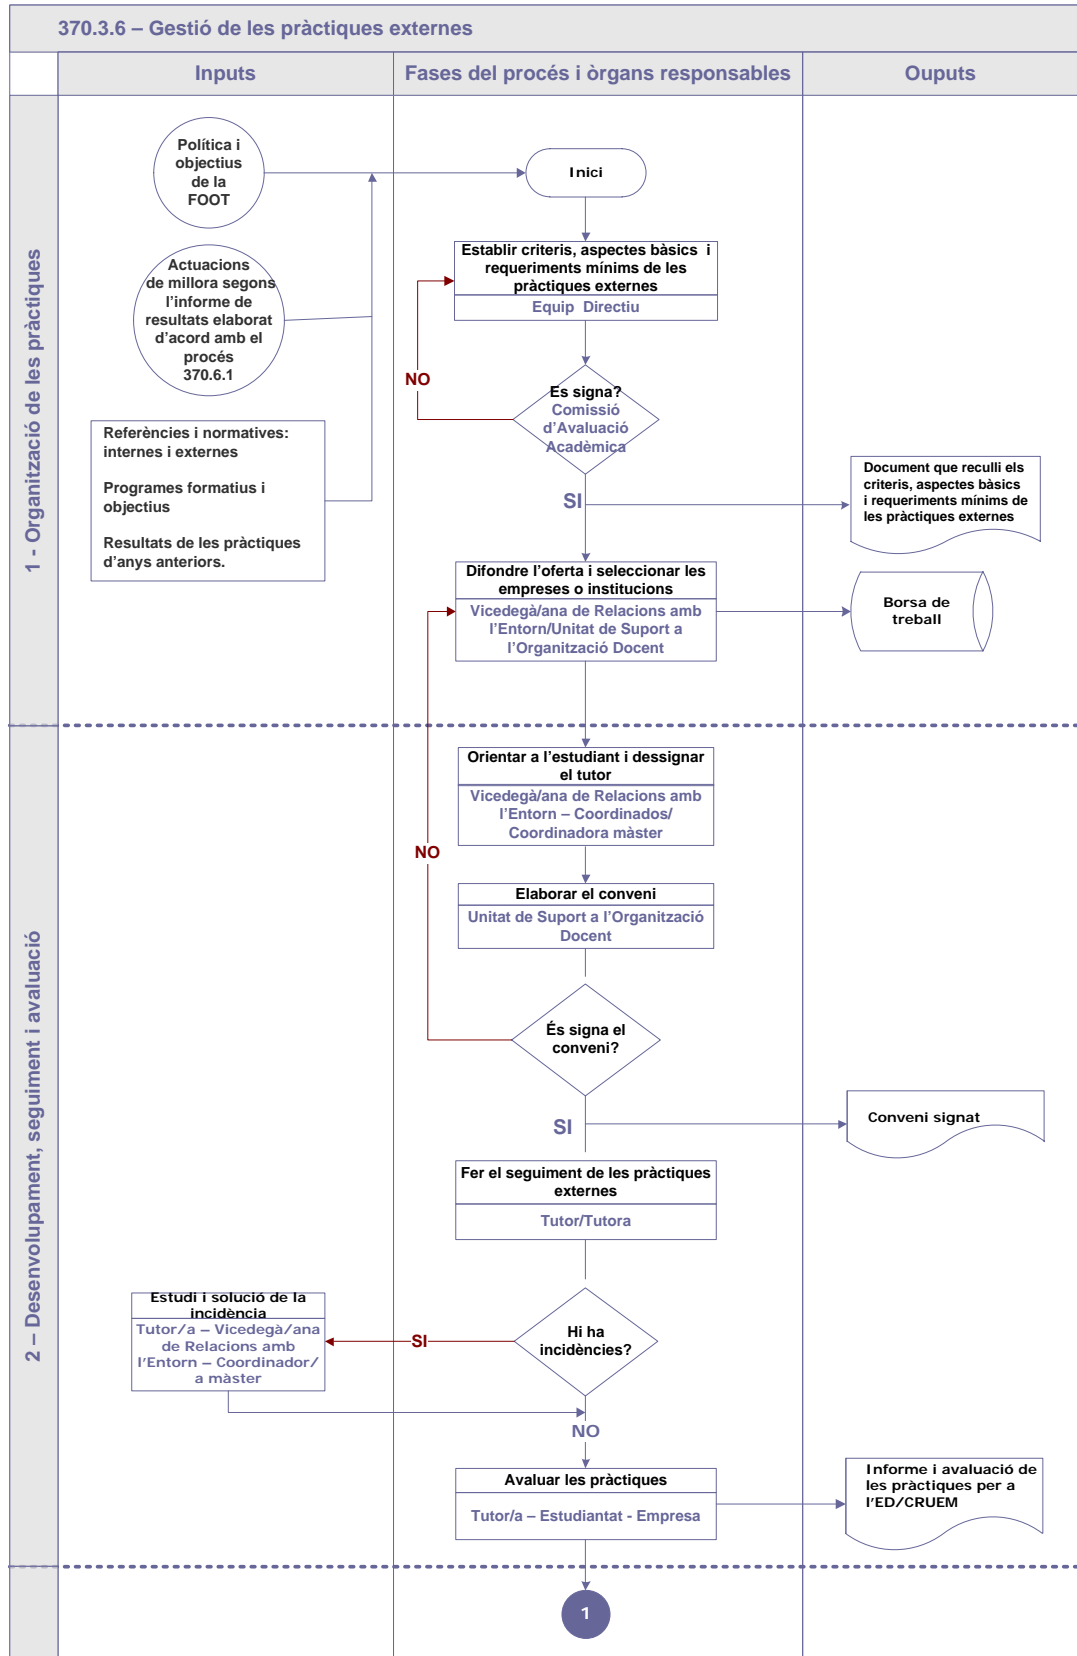 370.3.6 – Gestió de les pràctiques externes
Inputs
Fases del procés i òrgans responsables
Ouputs
1 - Organització de les pràctiques
Política i
objectius
de la
FOOT
Inici
Actuacions
de millora segons
l’informe de
resultats elaborat
d’acord amb el
procés
370.6.1
Establir criteris, aspectes bàsics i
requeriments mínims de les
pràctiques externes
Equip Directiu
NO
Es signa?
Comissió
d’Avaluació
Acadèmica
Referències i normatives:
internes i externes
Programes formatius i
objectius
Resultats de les pràctiques
d’anys anteriors.
SI
Document que reculli els
criteris, aspectes bàsics
i requeriments mínims de
les pràctiques externes
Difondre l’oferta i seleccionar les
empreses o institucions
Vicedegà/ana de Relacions amb
l’Entorn/Unitat de Suport a
l’Organització Docent
Borsa de
treball
2 – Desenvolupament, seguiment i avaluació
Orientar a l’estudiant i dessignar
el tutor
Vicedegà/ana de Relacions amb
l’Entorn – Coordinados/
Coordinadora màster
NO
Elaborar el conveni
Unitat de Suport a l’Organització
Docent
És signa el
conveni?
SI
Conveni signat
Fer el seguiment de les pràctiques
externes
Tutor/Tutora
Estudi i solució de la
incidència
Tutor/a – Vicedegà/ana
de Relacions amb
l’Entorn – Coordinador/
a màster
SI
Hi ha
incidències?
NO
Avaluar les pràctiques
Tutor/a – Estudiantat - Empresa
Informe i avaluació de
les pràctiques per a
l’ED/CRUEM
1